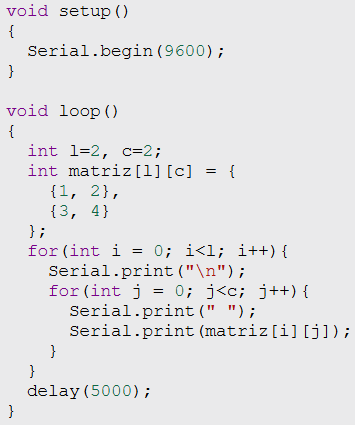 void setup()
{
  Serial.begin(9600);
}

void loop()
{
  int l=2, c=2;
  int matriz[l][c] = {
    {1, 2},
    {3, 4}
  };
  for(int i = 0; i<l; i++){
    Serial.print("\n");
    for(int j = 0; j<c; j++){
      Serial.print(" ");
      Serial.print(matriz[i][j]);
    }
  }
  delay(5000);
}